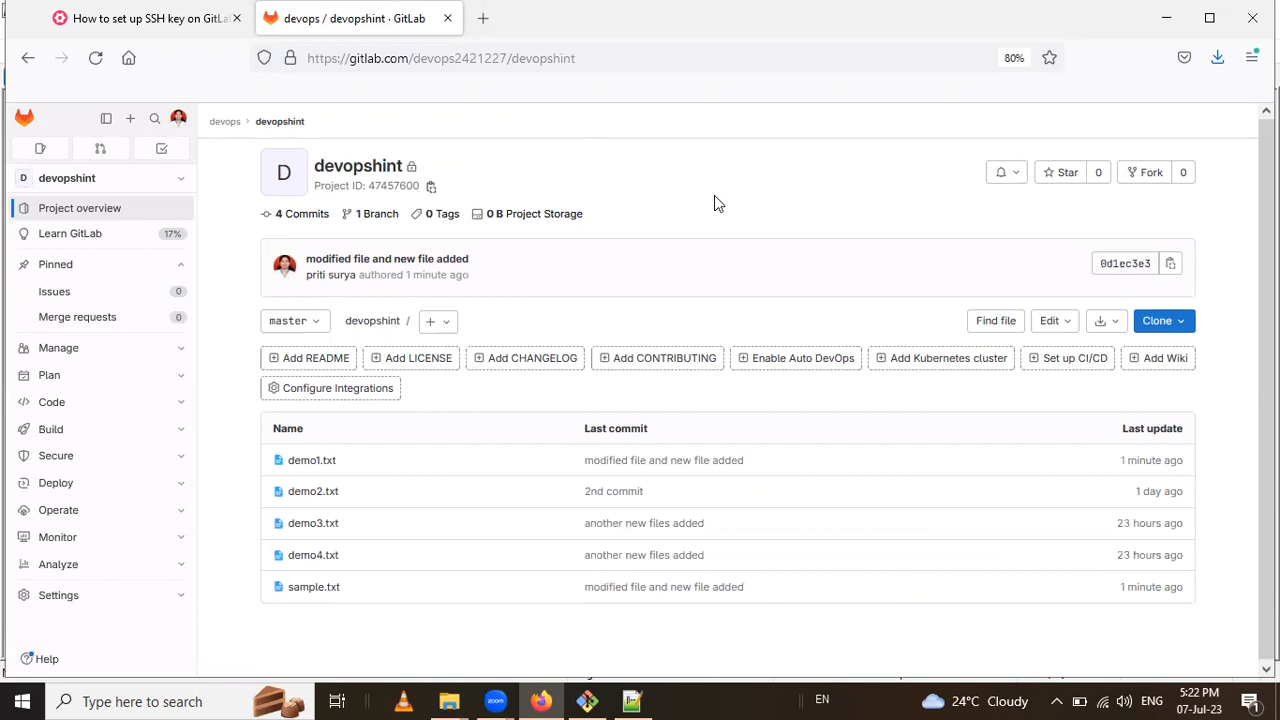 How to set up SSH key on GitLa
devops / devopshint · GitLab
https://gitlab.com/devops2421227/devopshint
80%
devops › devopshint
D devopshint
Project overview
Learn GitLab 17%
Pinned
Issues 0
Merge requests 0
Manage
Plan
Code
Build
Secure
Deploy
Operate
Monitor
Analyze
Settings
Help
D
devopshint
Project ID: 47457600
Star 0
Fork 0
4 Commits 1 Branch 0 Tags 0 B Project Storage
modified file and new file added
priti surya authored 1 minute ago
0d1ec3e3
master
devopshint /
Find file
Edit
Clone
Add README
Add LICENSE
Add CHANGELOG
Add CONTRIBUTING
Enable Auto DevOps
Add Kubernetes cluster
Set up CI/CD
Add Wiki
Configure Integrations
Name Last commit Last update
demo1.txt modified file and new file added 1 minute ago
demo2.txt 2nd commit 1 day ago
demo3.txt another new files added 23 hours ago
demo4.txt another new files added 23 hours ago
sample.txt modified file and new file added 1 minute ago
Type here to search
EN
24°C Cloudy
ENG
5:22 PM
07-Jul-23
1